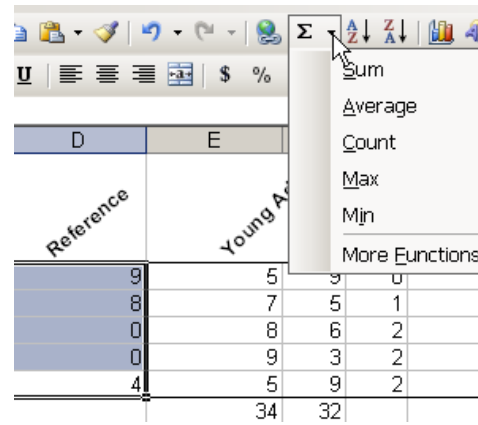 Σ A Z Z A
U $ %
Sum
Average
Count
Max
Min
More Functions
D E
Reference Young
9 5 9 0
8 7 5 1
0 8 6 2
0 9 3 2
4 5 9 2
34 32